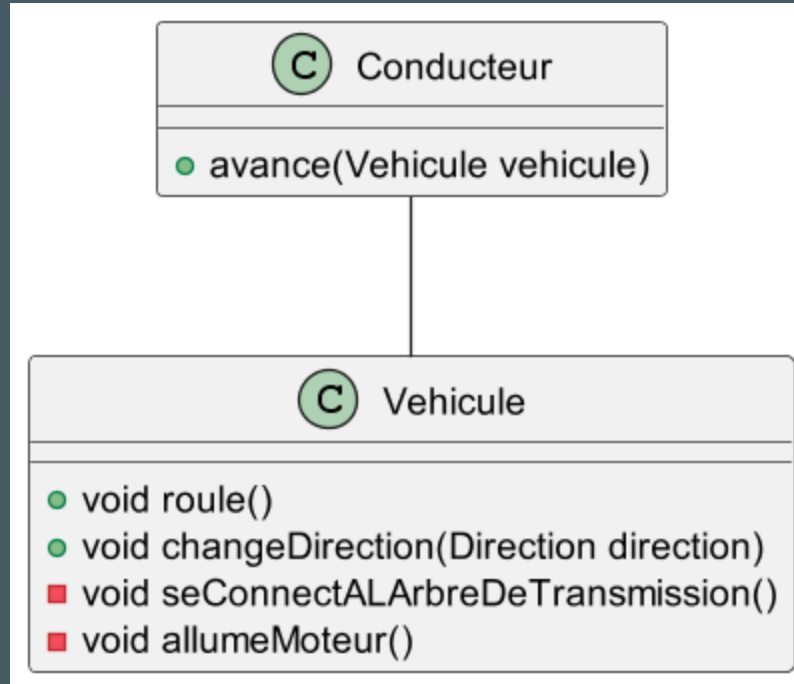 C Conducteur
avance(Vehicule vehicule)
C Vehicule
void roule()
void changeDirection(Direction direction)
void seConnectALArbreDeTransmission()
void allumeMoteur()